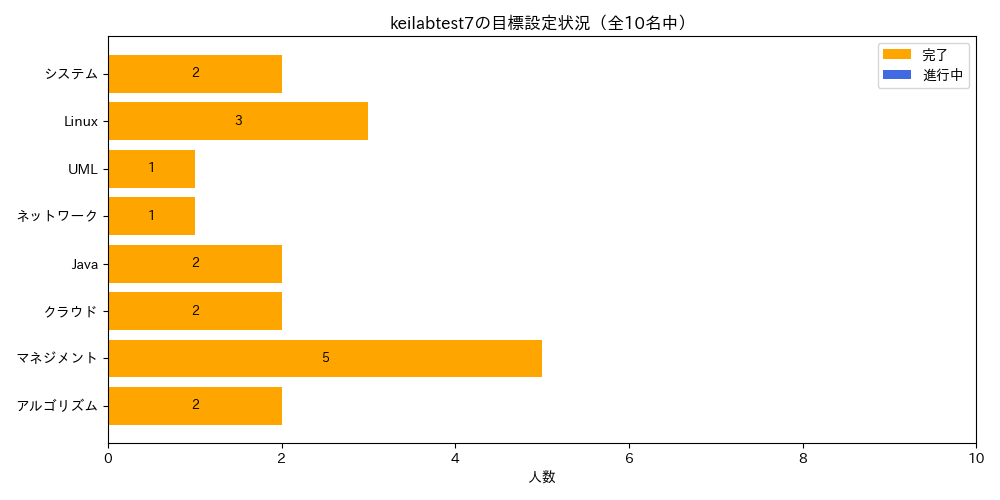 keilabtest7の目標設定状況（全10名中）
完了
進行中
システム
2
Linux
3
UML
1
ネットワーク
1
Java
2
クラウド
2
マネジメント
5
アルゴリズム
2
0 2 4 6 8 10
人数